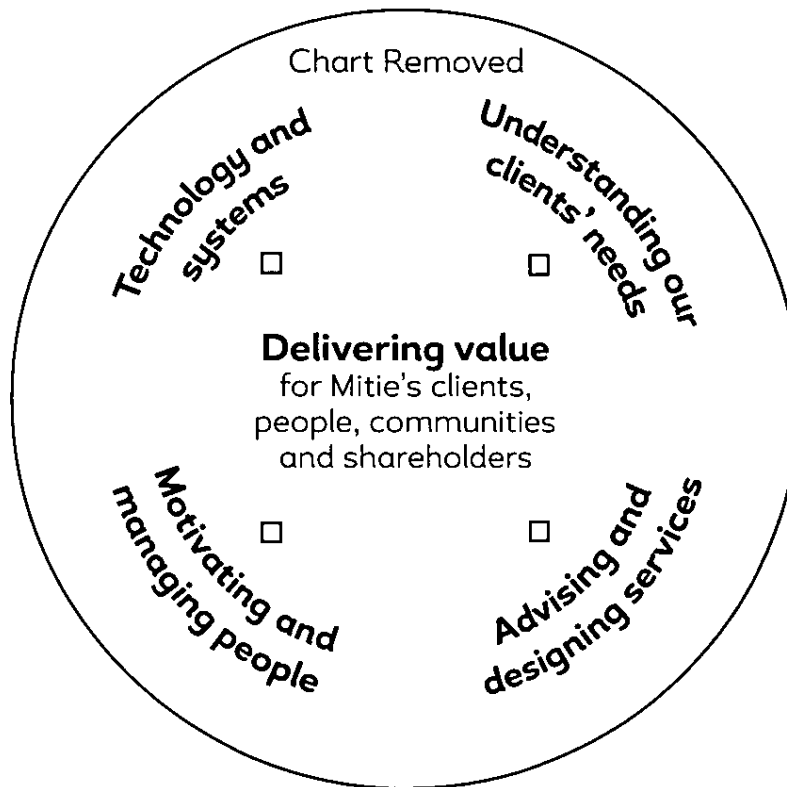 Chart Removed
Technology and
systems
Understanding our
clients' needs
Delivering value
for Mitie's clients,
people, communities
and shareholders
Motivating and
managing people
Advising and
designing services